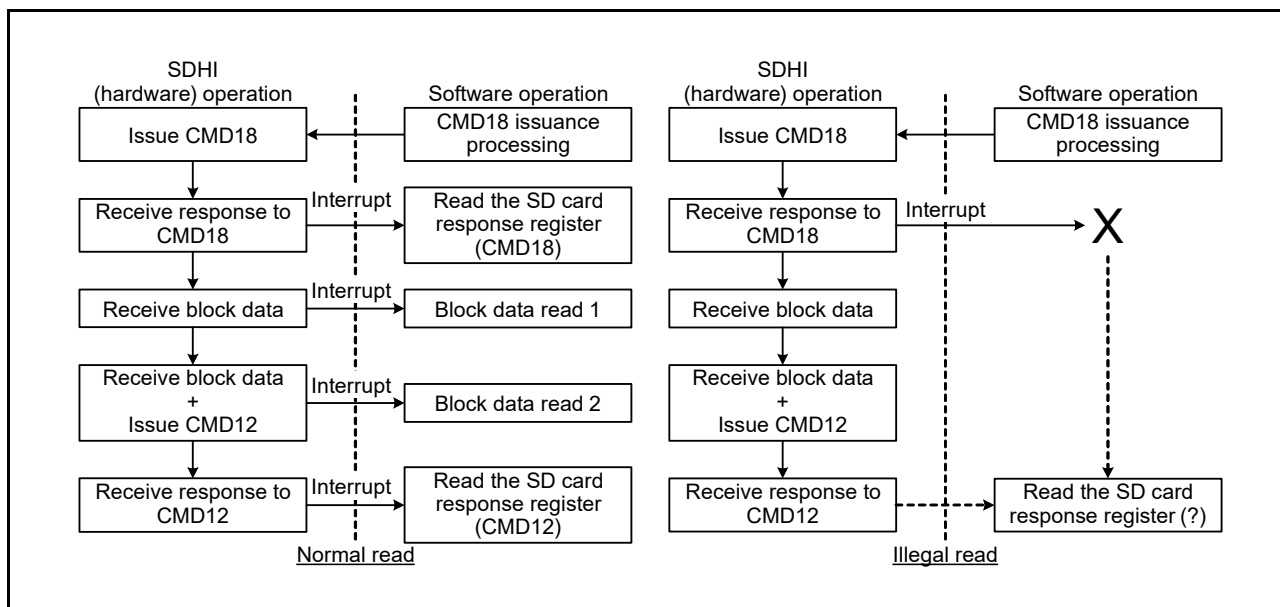 SDHI
(hardware) operation
Software operation
Issue CMD18
CMD18 issuance
processing
Receive response to
CMD18
Interrupt
Read the SD card
response register
(CMD18)
Receive block data
Interrupt
Block data read 1
Receive block data
+
Issue CMD12
Interrupt
Block data read 2
Receive response to
CMD12
Interrupt
Read the SD card
response register
(CMD12)
Normal read
SDHI
(hardware) operation
Software operation
Issue CMD18
CMD18 issuance
processing
Receive response to
CMD18
Interrupt
X
Receive block data
Receive block data
+
Issue CMD12
Receive response to
CMD12
Read the SD card
response register (?)
Illegal read